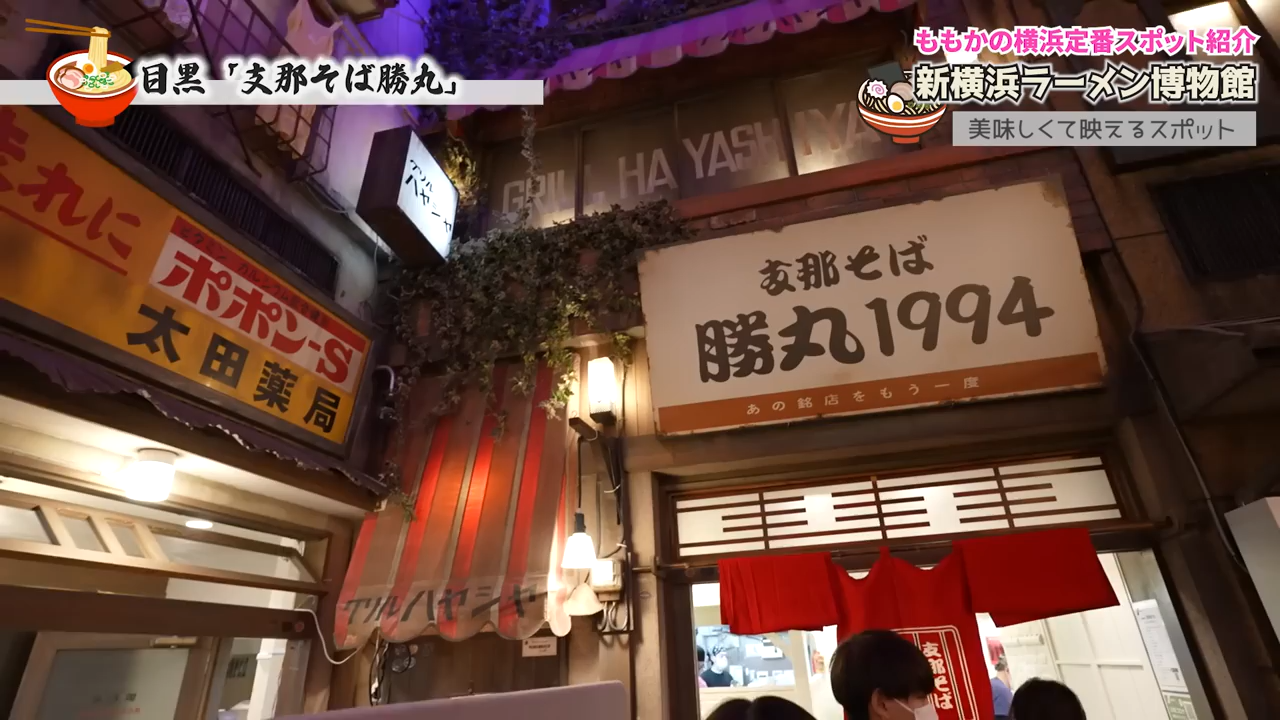 目黒「支那そば勝丸」
ももかの横浜定番スポット紹介
新横浜ラーメン博物館
美味しくて映えるスポット
GRILL HAYASHIYA
グリル
ハヤシヤ
まれに
ポポン-S
太田薬局
支那そば
勝丸1994
あの銘店をもう一度
グリルハヤシヤ
支那そば